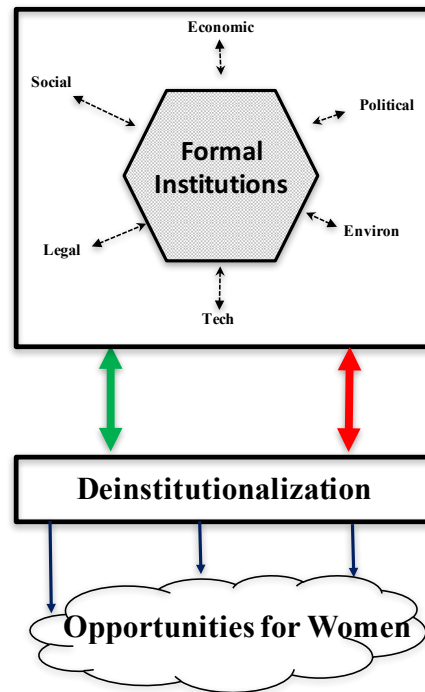 Economic
Social
Political
Formal
Institutions
Legal
Environ
Tech
Deinstitutionalization
Opportunities for Women